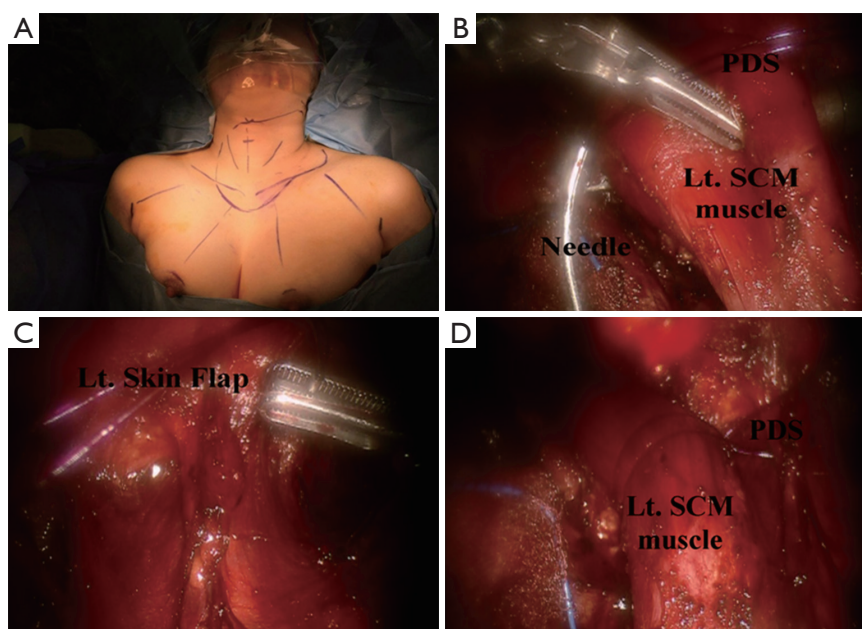 A
B
PDS
Lt. SCM
muscle
Needle
C
Lt. Skin Flap
D
PDS
Lt. SCM
muscle